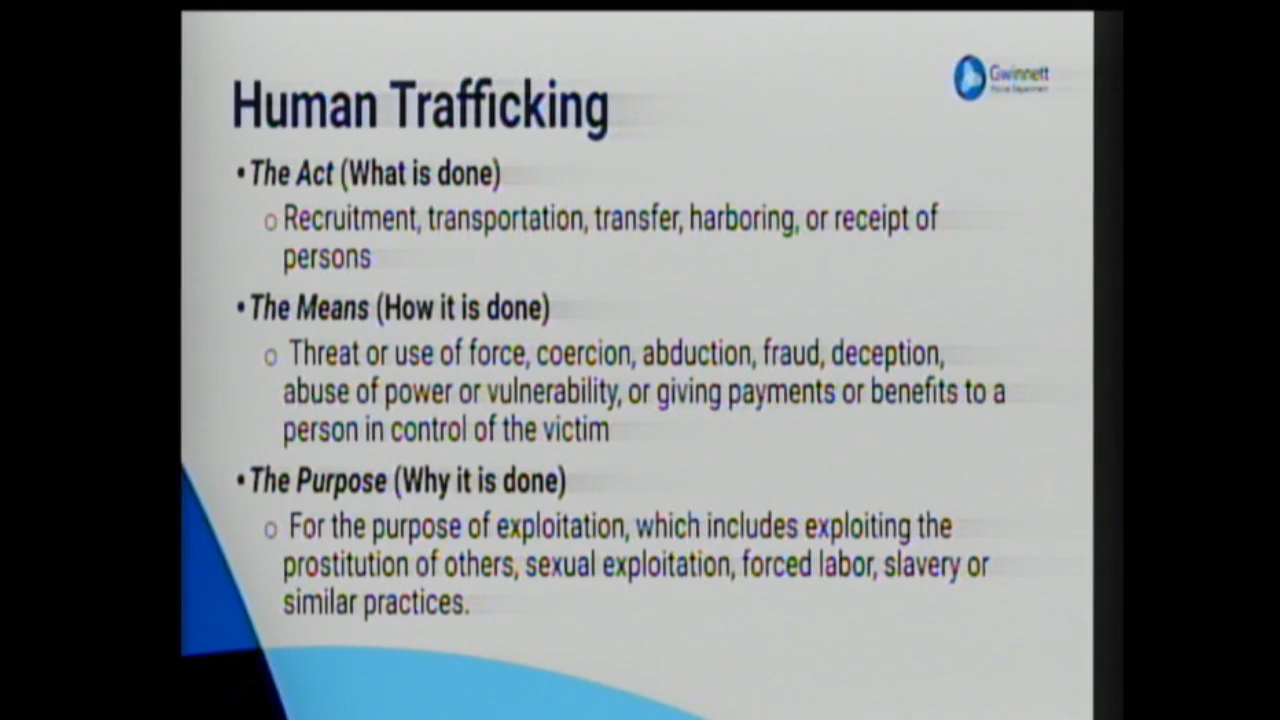 Gwinnett
Police Department
Human Trafficking
• The Act (What is done)
o Recruitment, transportation, transfer, harboring, or receipt of
persons
• The Means (How it is done)
o Threat or use of force, coercion, abduction, fraud, deception,
abuse of power or vulnerability, or giving payments or benefits to a
person in control of the victim
• The Purpose (Why it is done)
o For the purpose of exploitation, which includes exploiting the
prostitution of others, sexual exploitation, forced labor, slavery or
similar practices.